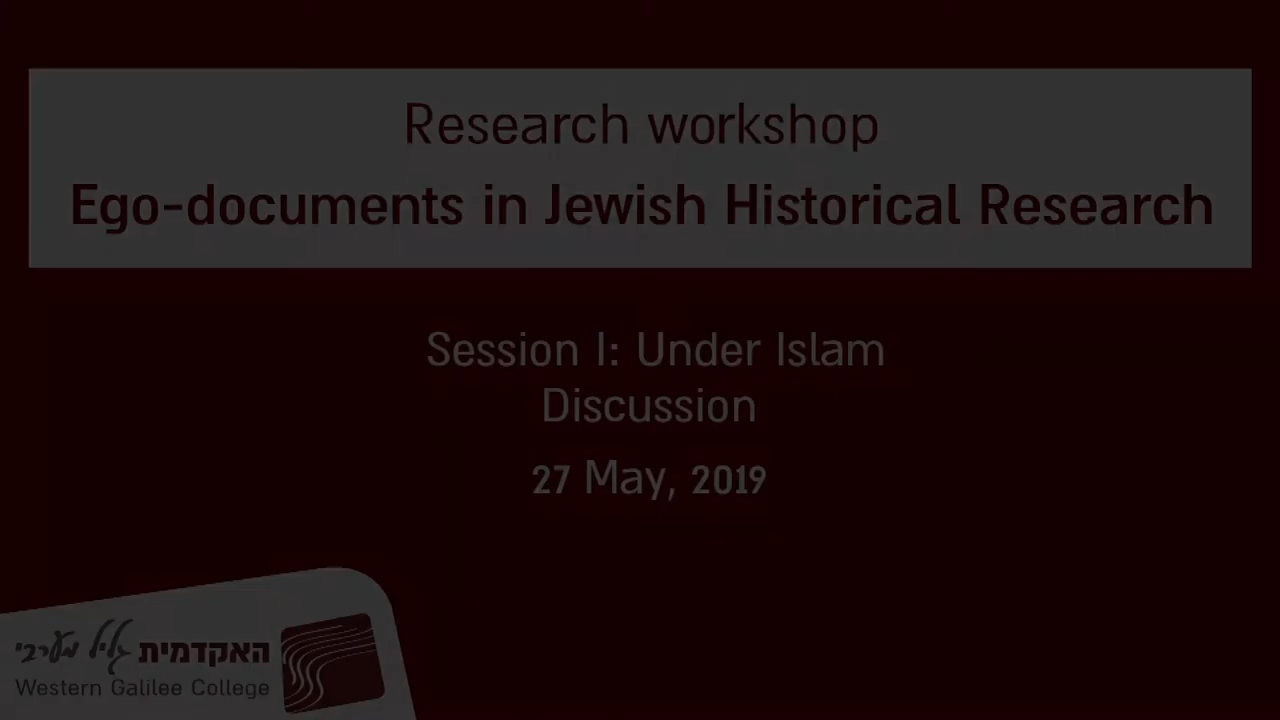 Research workshop
Ego-documents in Jewish Historical Research
Session I: Under Islam
Discussion
27 May, 2019
האקדמית גליל מערבי
Western Galilee College